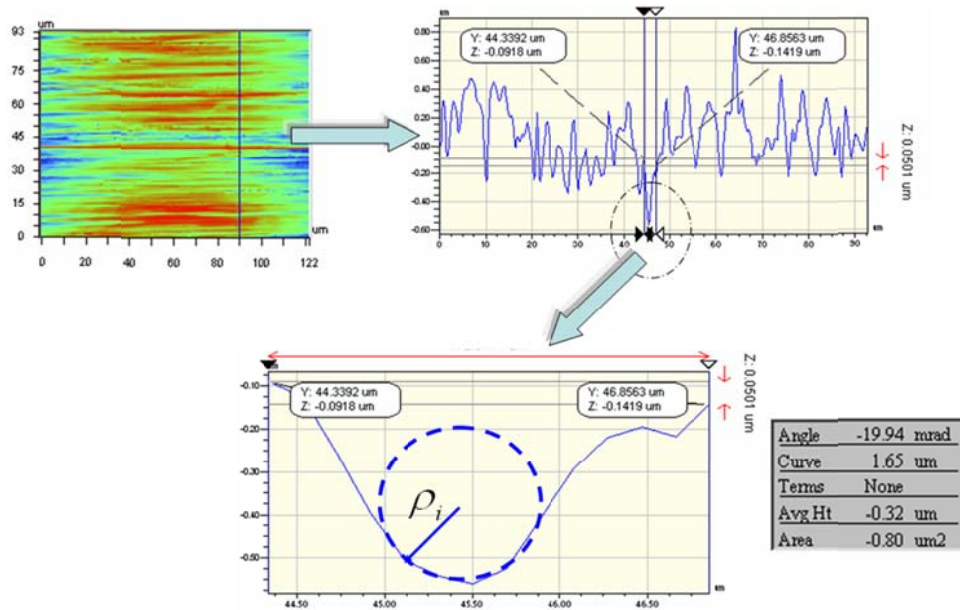 um
93
75
60
45
30
15
0
um
0 20 40 60 80 100 122
um
0.80
0.60
0.40
0.20
-0.00
-0.20
-0.40
-0.60
Y: 44.3392 um
Z: -0.0918 um
Y: 46.8563 um
Z: -0.1419 um
Z: 0.0501 um
um
0 10 20 30 40 50 60 70 80 90
Z: 0.0501 um
-0.10
-0.20
-0.30
-0.40
-0.50
Y: 44.3392 um
Z: -0.0918 um
Y: 46.8563 um
Z: -0.1419 um
ρi
um
44.50 45.00 45.50 46.00 46.50
Angle -19.94 mrad
Curve 1.65 um
Terms None
Avg Ht -0.32 um
Area -0.80 um2